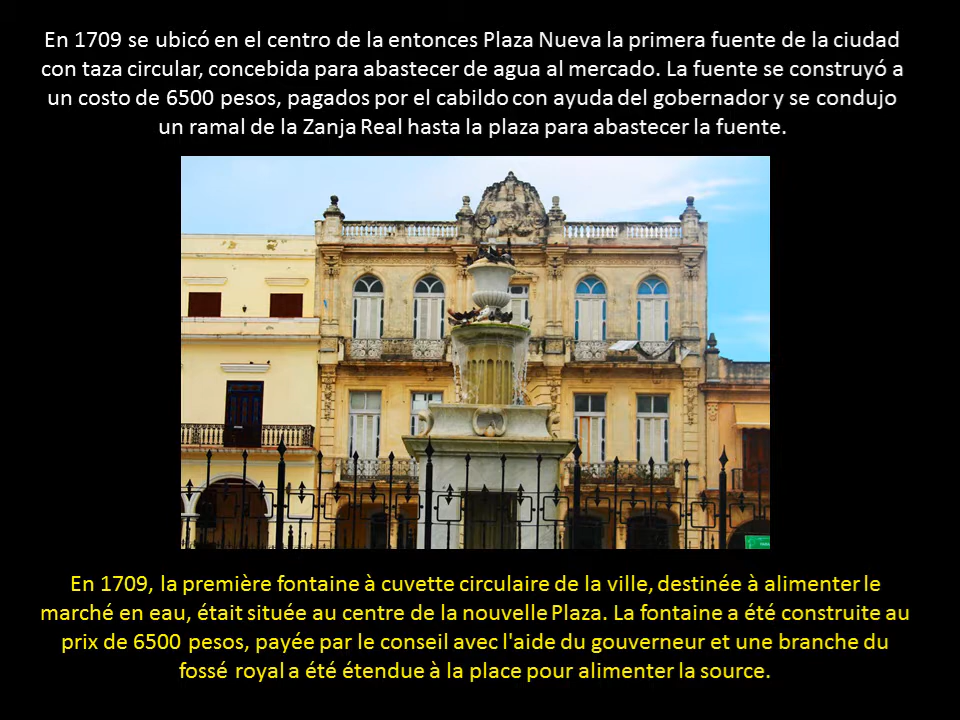 En 1709 se ubicó en el centro de la entonces Plaza Nueva la primera fuente de la ciudad
con taza circular, concebida para abastecer de agua al mercado. La fuente se construyó a
un costo de 6500 pesos, pagados por el cabildo con ayuda del gobernador y se condujo
un ramal de la Zanja Real hasta la plaza para abastecer la fuente.
En 1709, la première fontaine à cuvette circulaire de la ville, destinée à alimenter le
marché en eau, était située au centre de la nouvelle Plaza. La fontaine a été construite au
prix de 6500 pesos, payée par le conseil avec l'aide du gouverneur et une branche du
fossé royal a été étendue à la place pour alimenter la source.